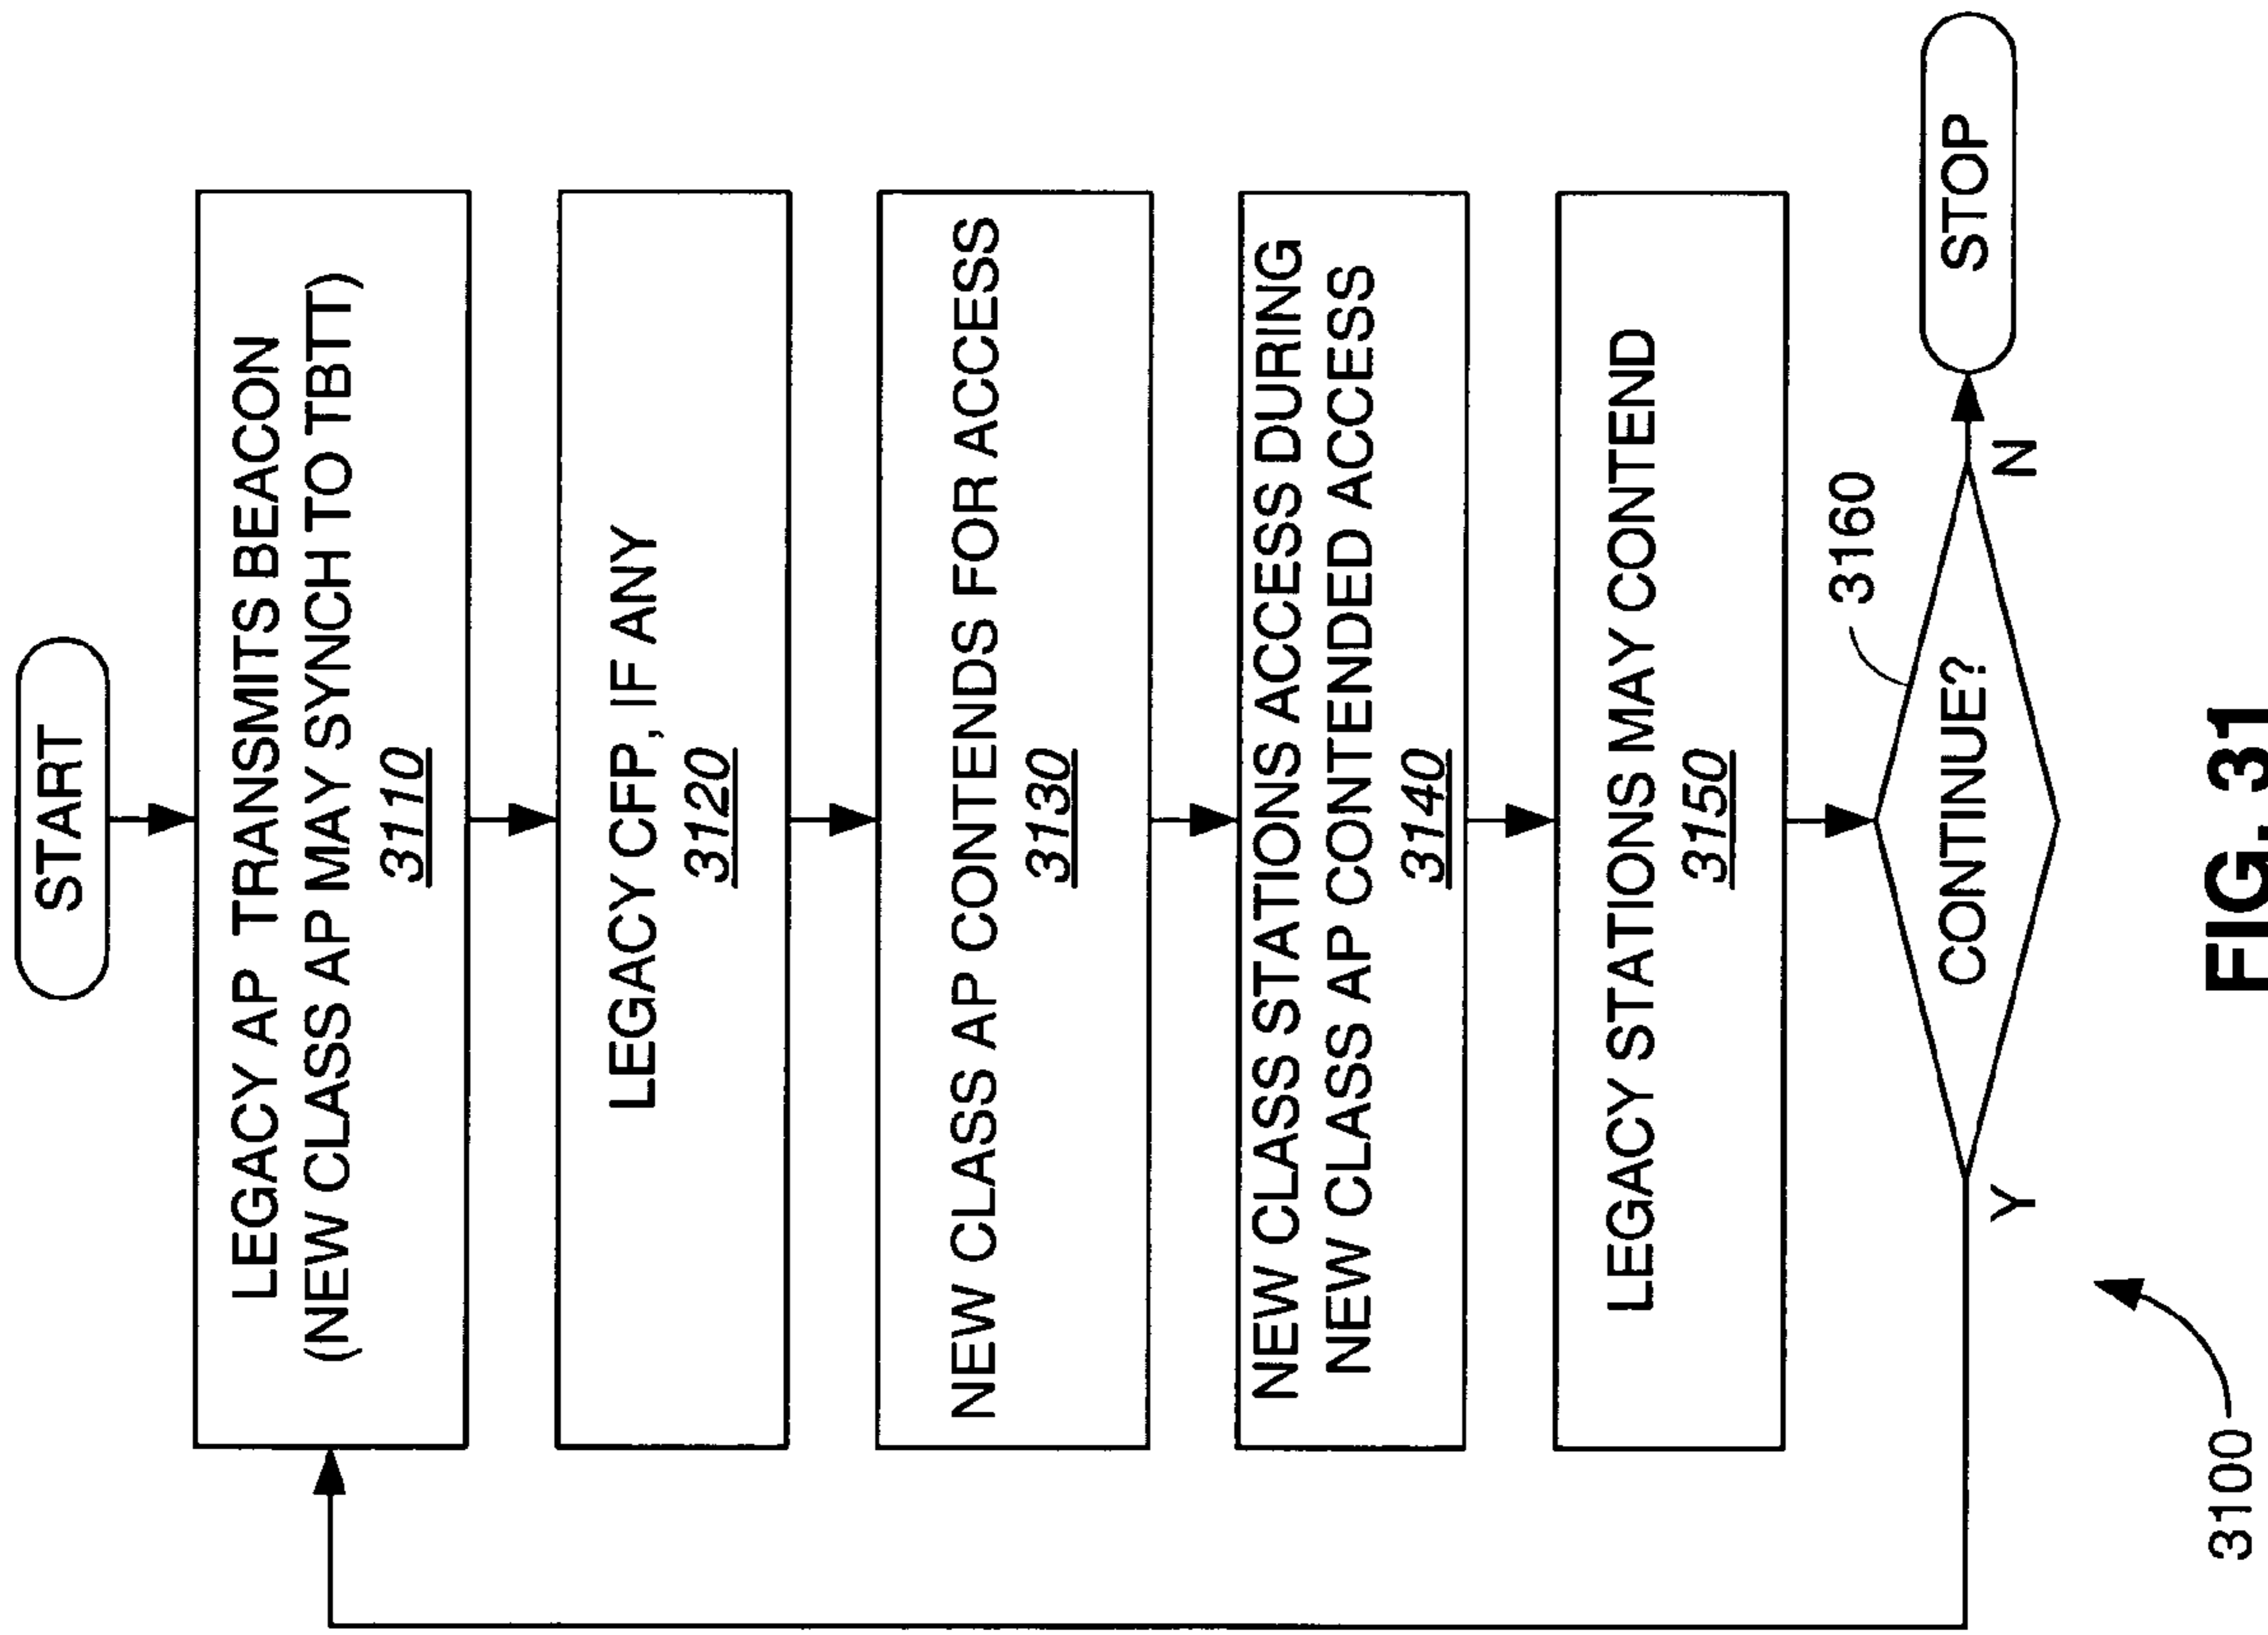 START
LEGACY AP TRANSMITS BEACON
(NEW CLASS AP MAY SYNCH TO TBTT)
3110
LEGACY CFP, IF ANY
3120
NEW CLASS AP CONTENDS FOR ACCESS
3130
NEW CLASS STATIONS ACCESS DURING
NEW CLASS AP CONTENDED ACCESS
3140
LEGACY STATIONS MAY CONTEND
3150
3160
CONTINUE?
Y
N
STOP
3100
FIG. 31